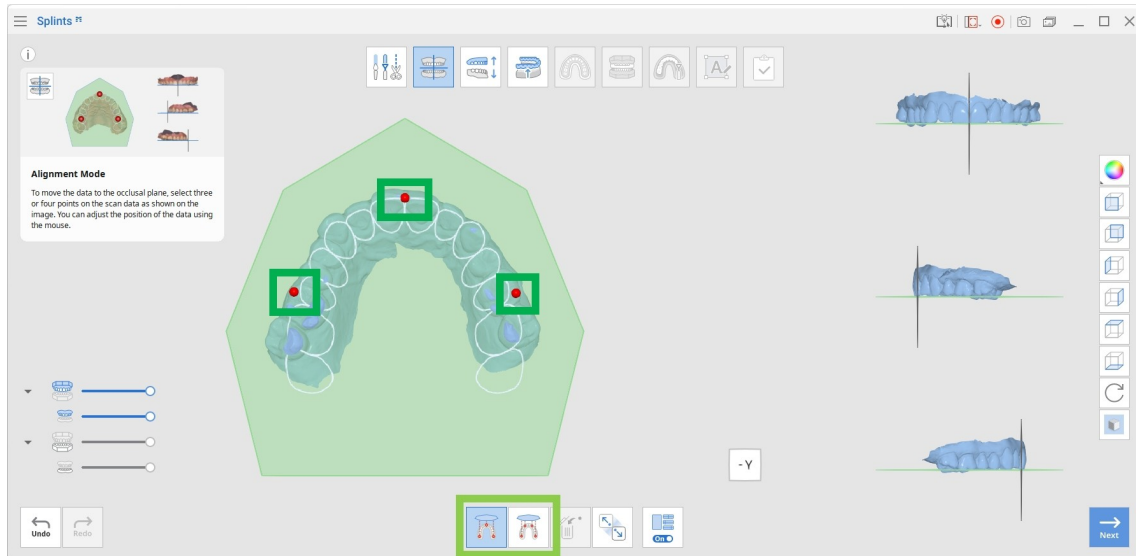 Splints
Alignment Mode
To move the data to the occlusal plane, select three
or four points on the scan data as shown on the
image. You can adjust the position of the data using
the mouse.
- Y
Undo
Redo
On
Next